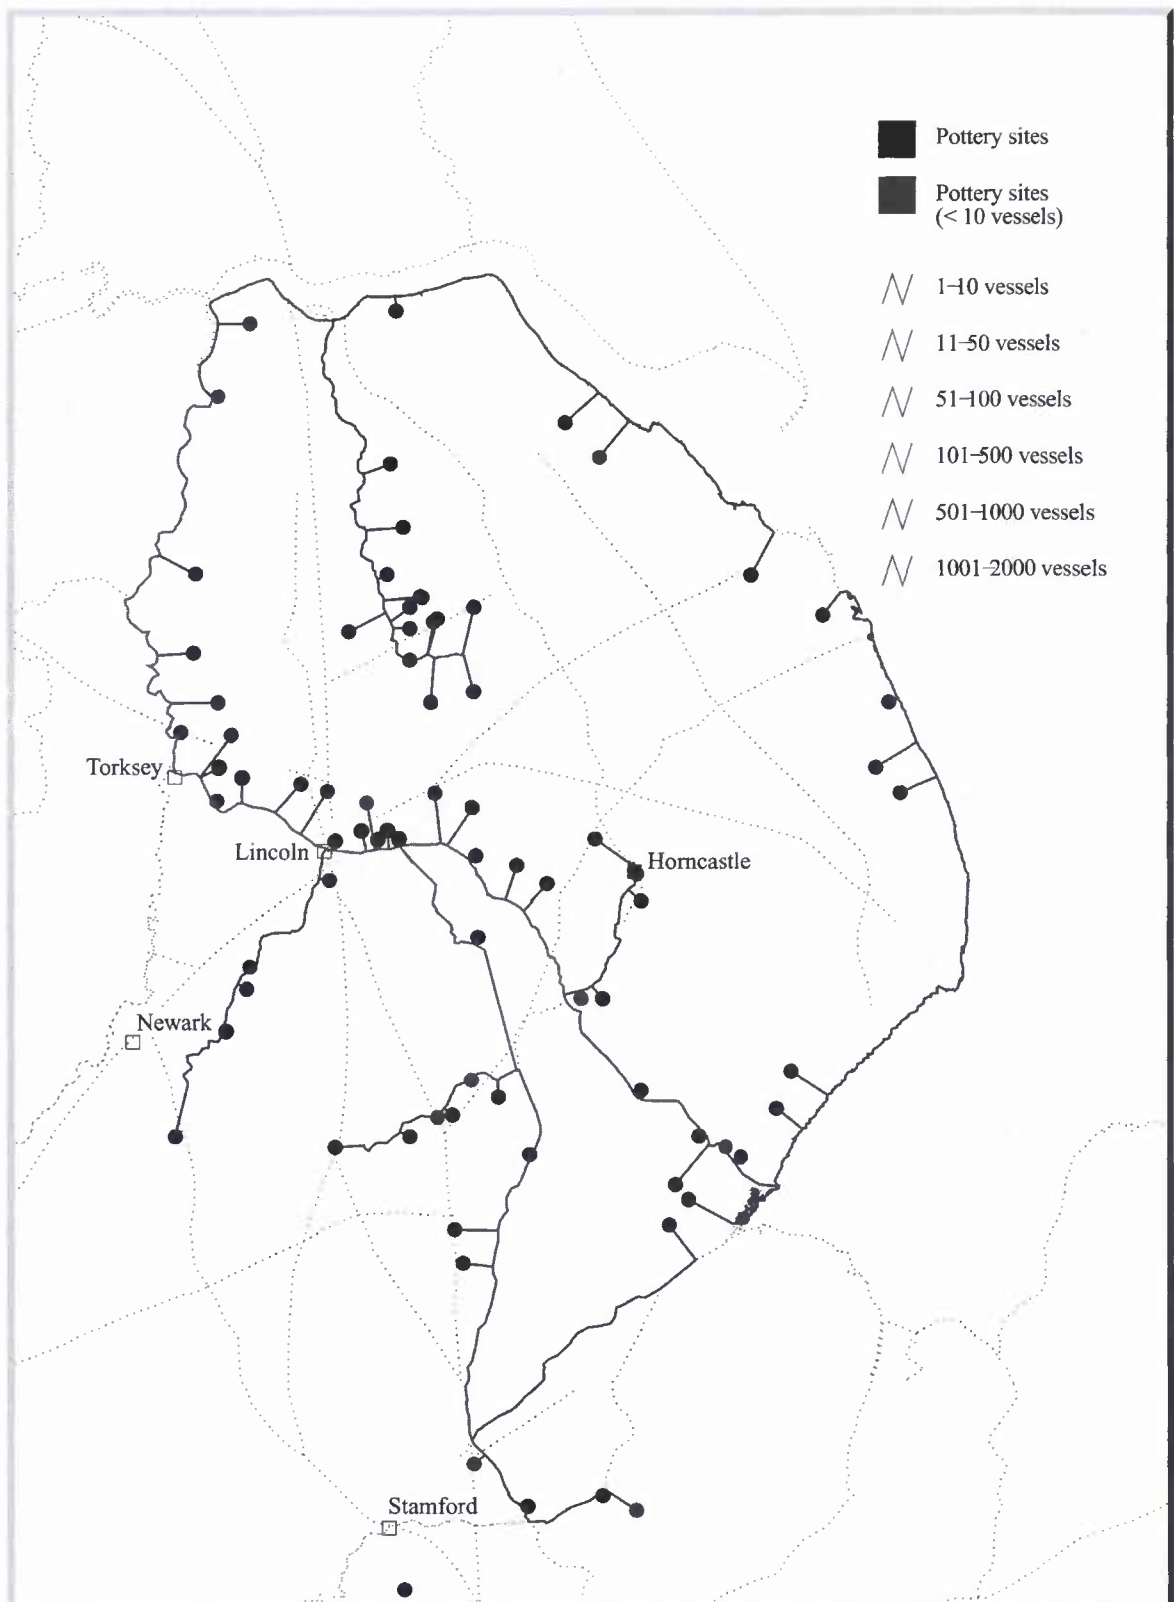 Pottery sites
Pottery sites
(< 10 vessels)
1-10 vessels
11-50 vessels
51-100 vessels
101-500 vessels
501-1000 vessels
1001-2000 vessels
Torksey
Lincoln
Horncastle
Newark
Stamford